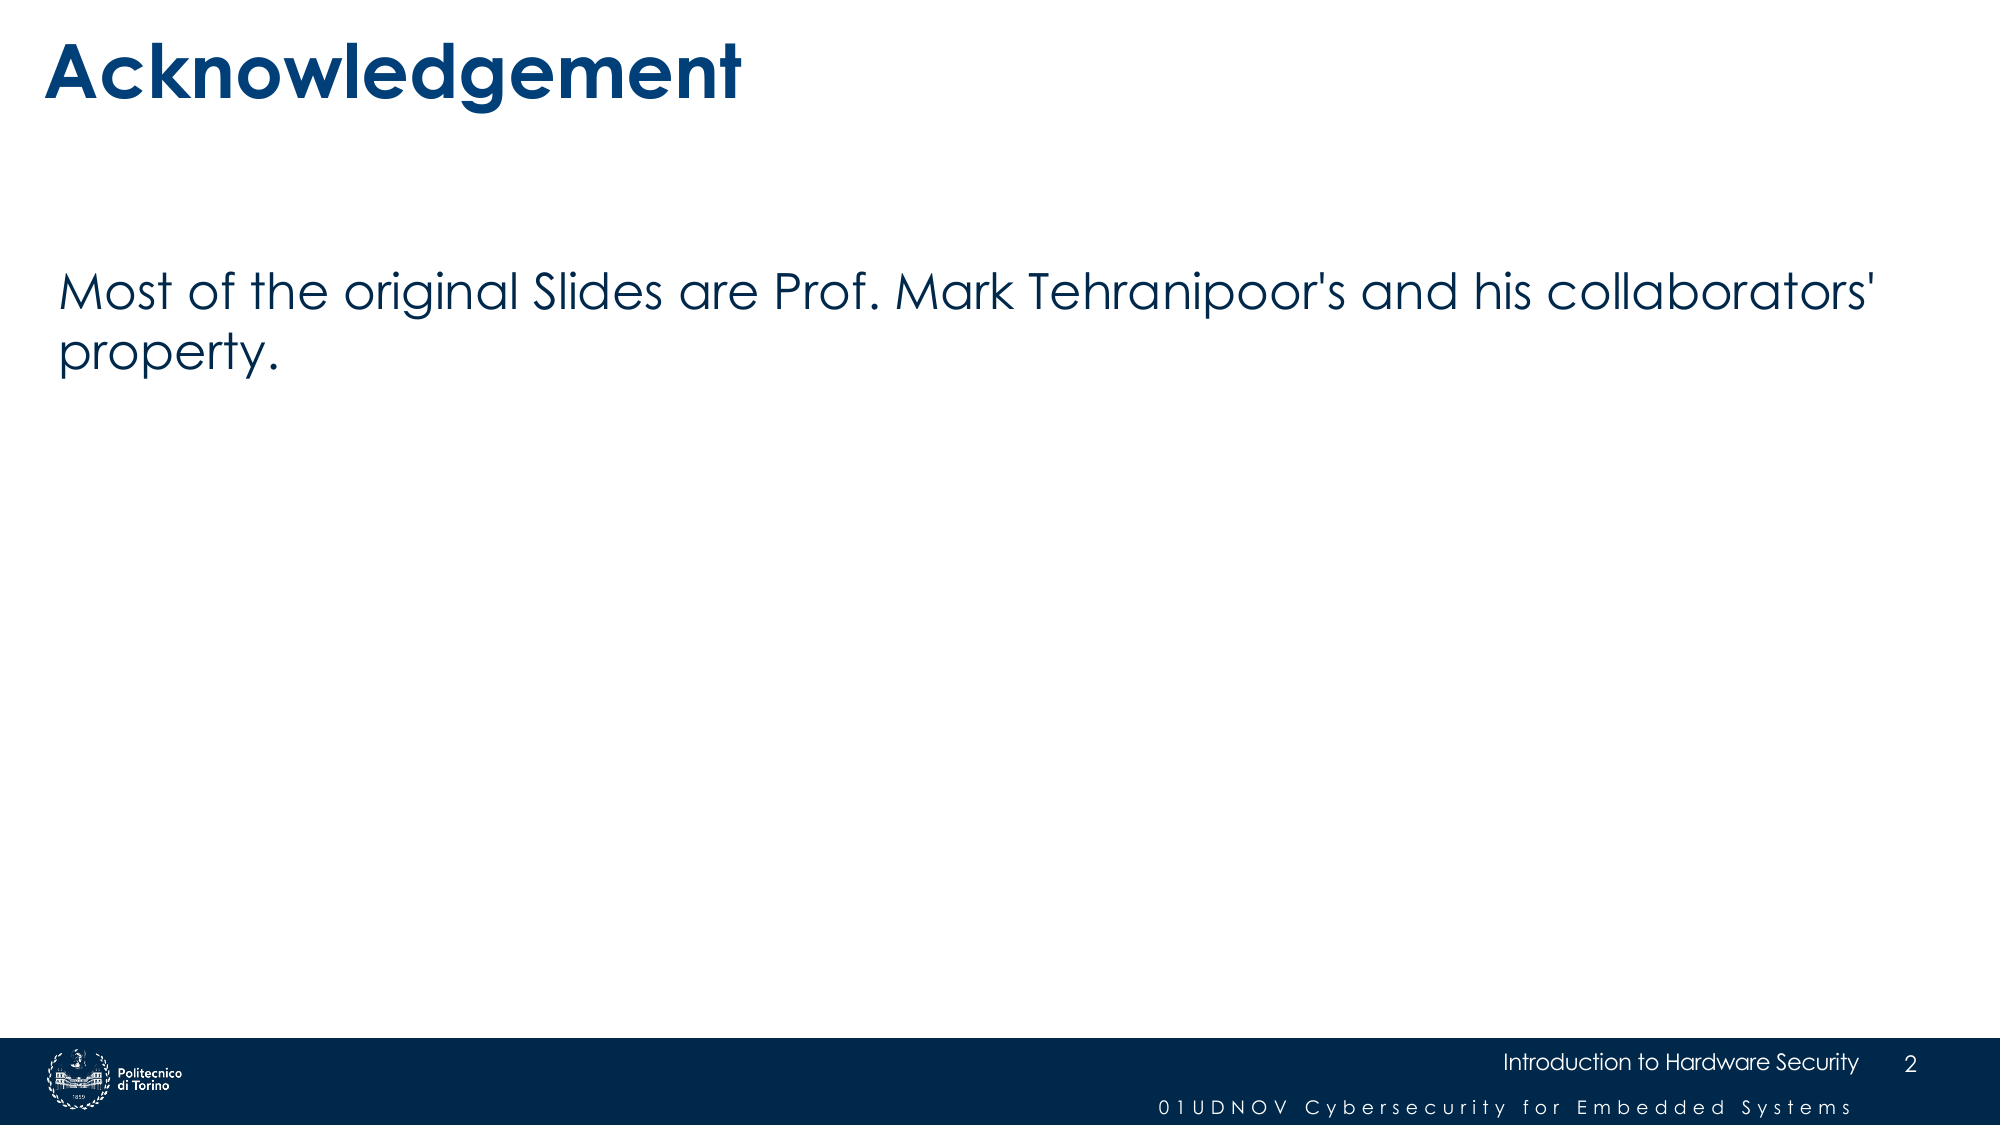 Acknowledgement
Most of the original Slides are Prof. Mark Tehranipoor's and his collaborators'
property.
Politecnico
di Torino
1859
Introduction to Hardware Security
2
01UDNOV Cybersecurity for Embedded Systems